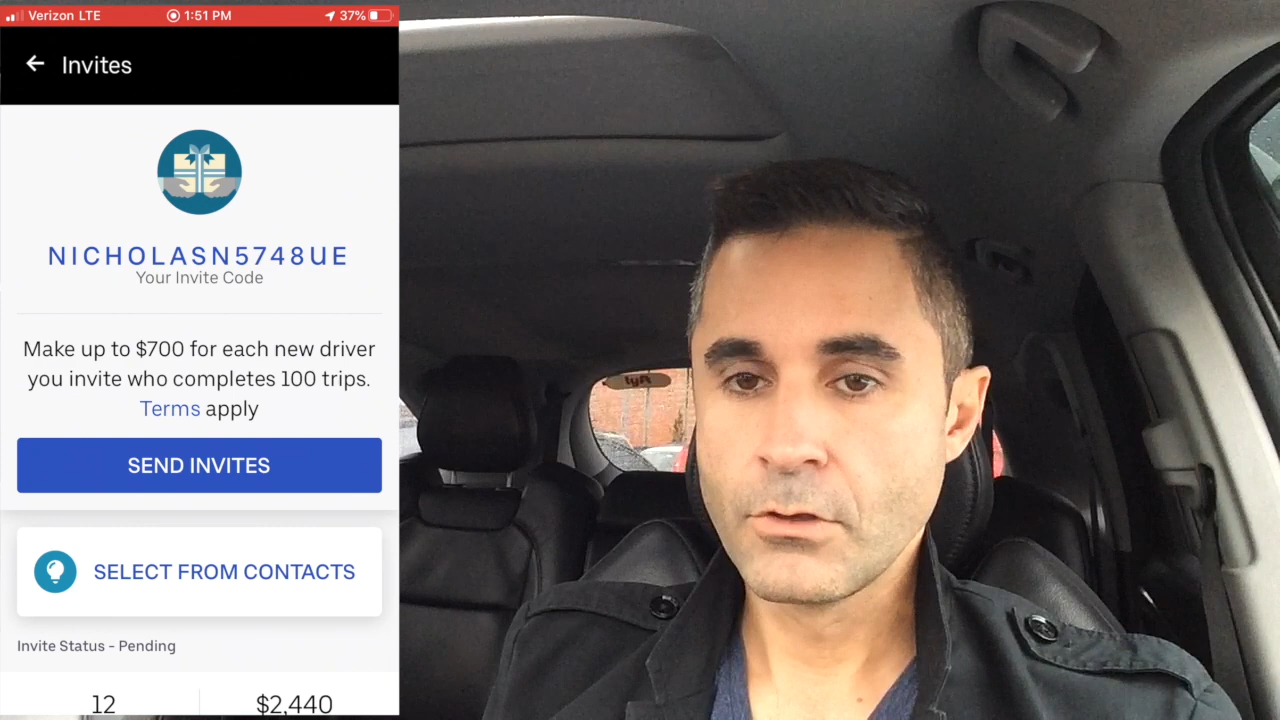 Verizon LTE 1:51 PM 37%
Invites
NICHOLASN5748UE
Your Invite Code
Make up to $700 for each new driver
you invite who completes 100 trips.
Terms apply
SEND INVITES
SELECT FROM CONTACTS
Invite Status - Pending
12 $2,440
lyft